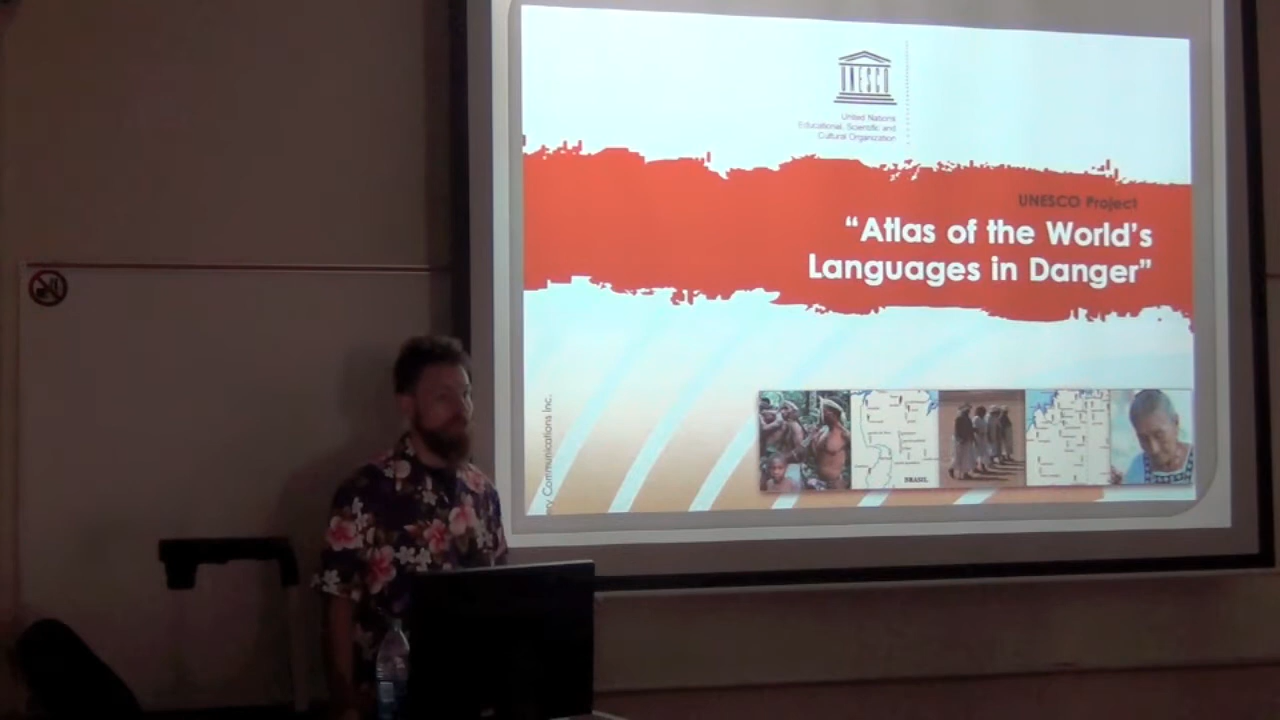 UNESCO
United Nations
Educational, Scientific and
Cultural Organization
UNESCO Project
“Atlas of the World’s
Languages in Danger”
BRASIL
ry Communications Inc.